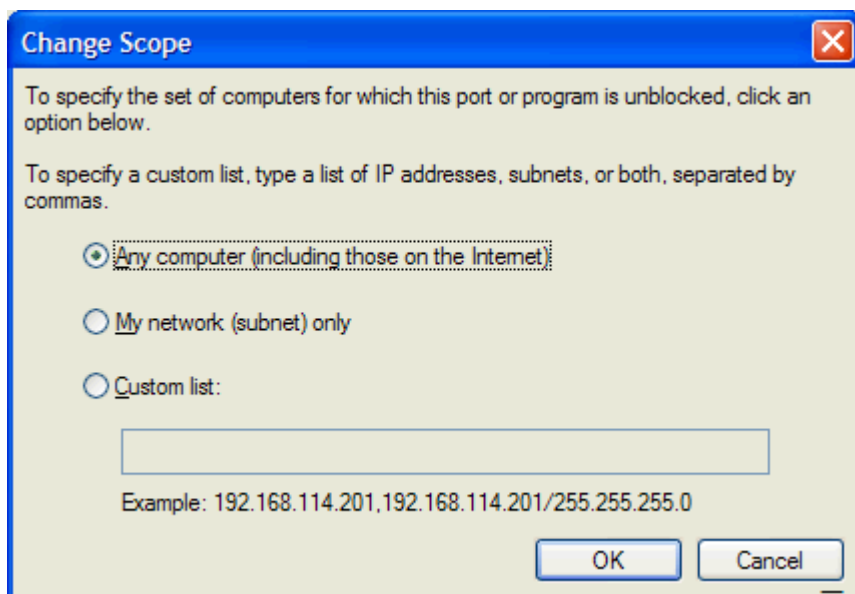 Change Scope
To specify the set of computers for which this port or program is unblocked, click an
option below.
To specify a custom list, type a list of IP addresses, subnets, or both, separated by
commas.
Any computer (including those on the Internet)
My network (subnet) only
Custom list:
Example: 192.168.114.201,192.168.114.201/255.255.255.0
OK Cancel